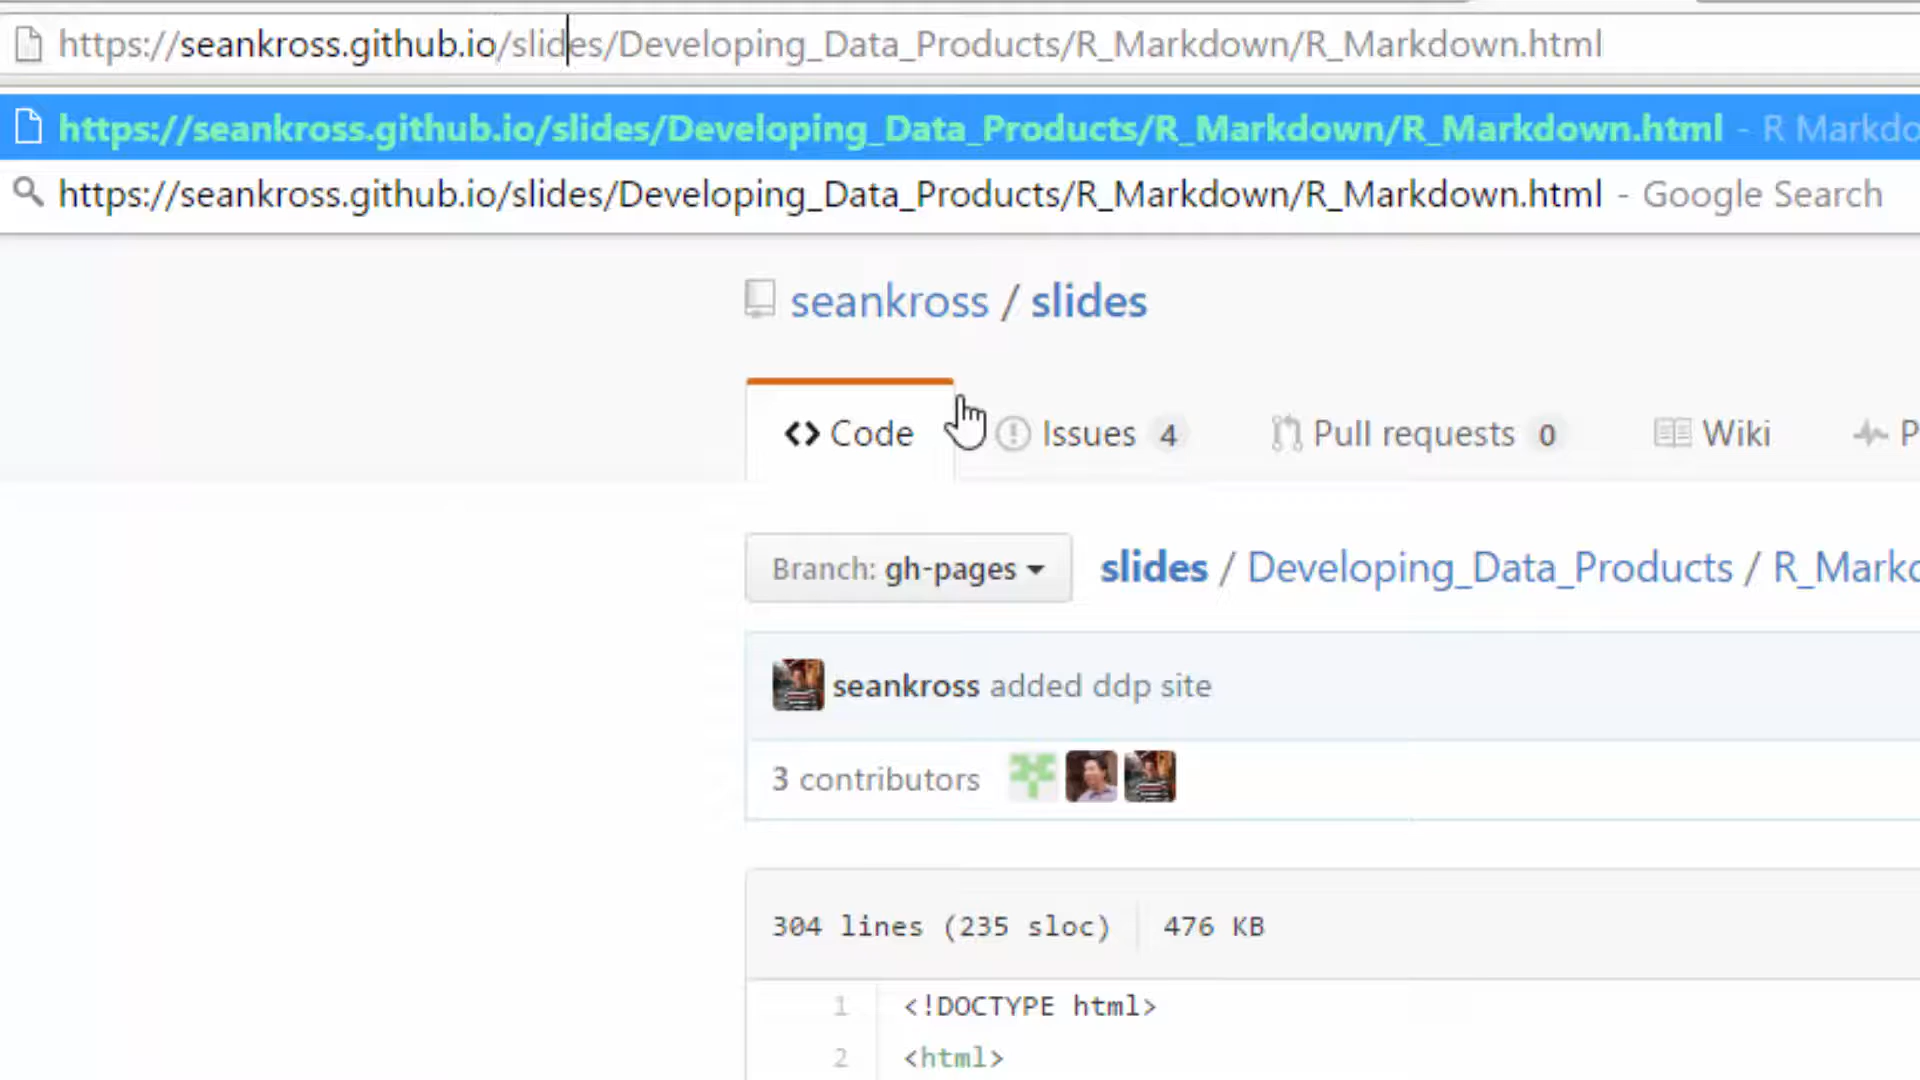 https://seankross.github.io/slides/Developing_Data_Products/R_Markdown/R_Markdown.html
https://seankross.github.io/slides/Developing_Data_Products/R_Markdown/R_Markdown.html - R Markdo
https://seankross.github.io/slides/Developing_Data_Products/R_Markdown/R_Markdown.html - Google Search
seankross / slides
<> Code Issues 4 Pull requests 0 Wiki P
Branch: gh-pages slides / Developing_Data_Products / R_Markd
seankross added ddp site
3 contributors
304 lines (235 sloc) 476 KB
1 <!DOCTYPE html>
2 <html>